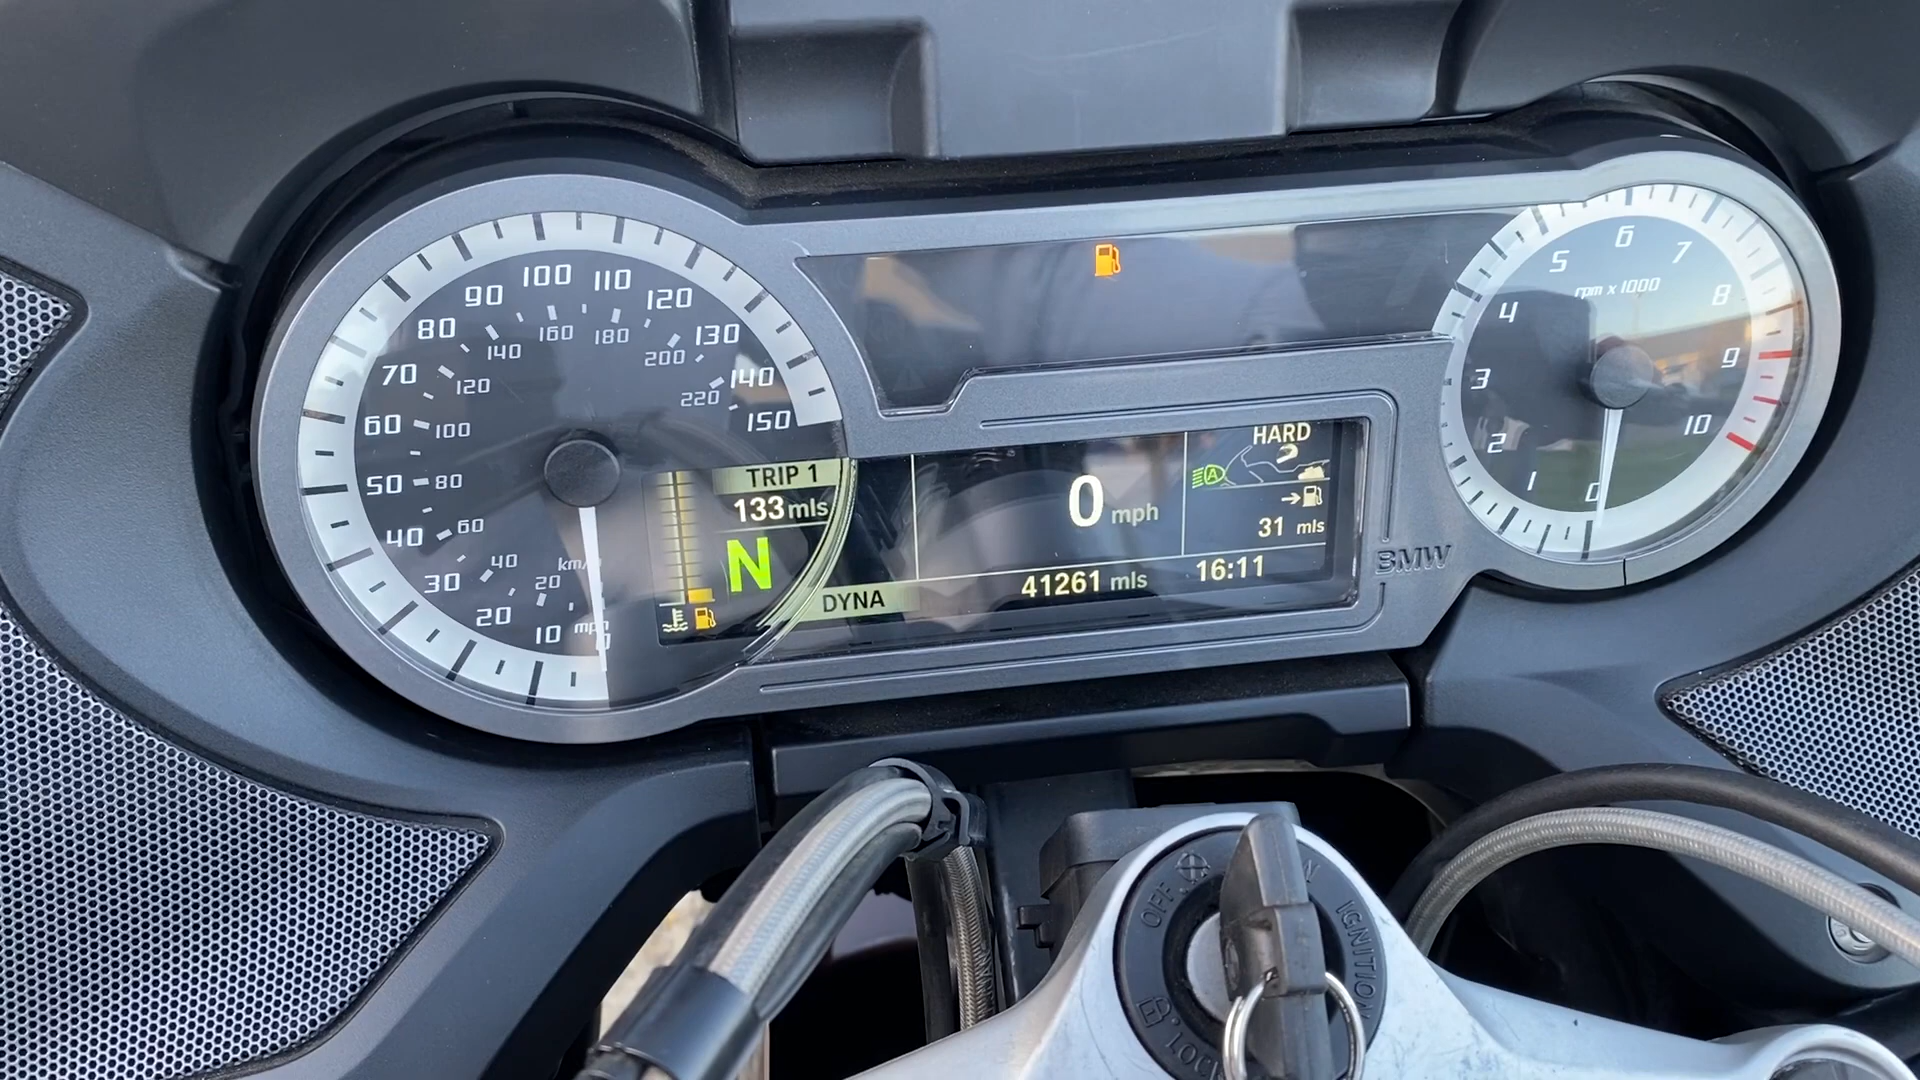 100
90
110
80
120
70
130
60
140
50
150
40
30
20
10
mph
0
160
140
180
120
200
100
220
80
60
40
20
km/h
TRIP 1
133 mls
N
DYNA
0 mph
41261 mls
16:11
HARD
A
31 mls
BMW
6
5
7
rpm x 1000
4
8
3
9
2
10
1
0
OFF
IGNITION
LOCK